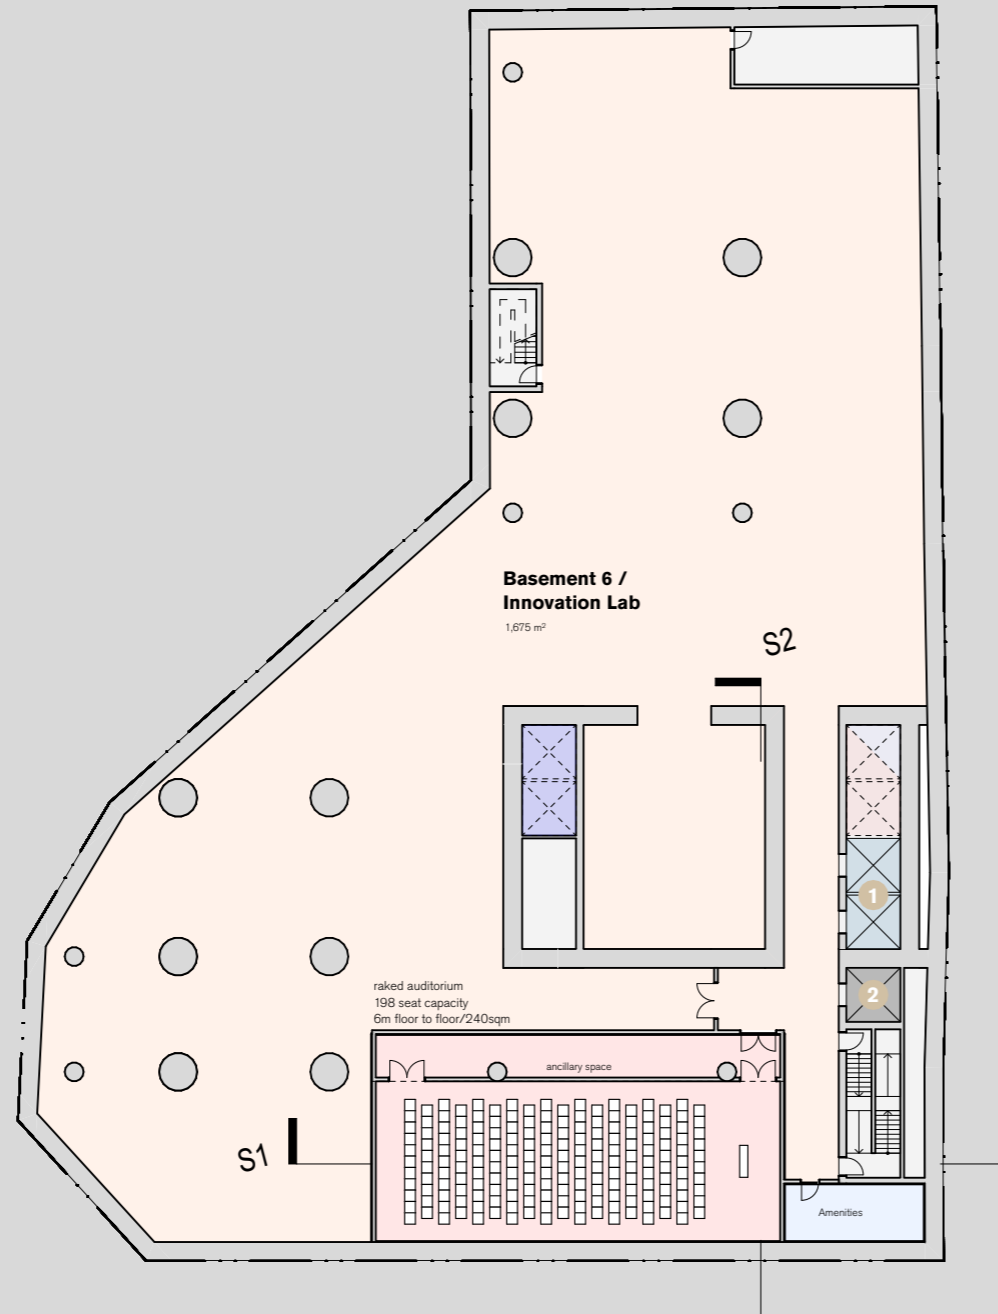 Basement 6 /
Innovation Lab
1,675 m²
S2
1
2
raked auditorium
198 seat capacity
6m floor to floor/240sqm
ancillary space
S1
Amenities